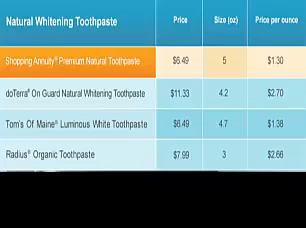 Natural Whitening Toothpaste Price Size (oz) Price per ounce
Shopping Annuity® Premium Natural Toothpaste $6.49 5 $1.30
doTerra® On Guard Natural Whitening Toothpaste $11.33 4.2 $2.70
Tom's Of Maine® Luminous White Toothpaste $6.49 4.7 $1.38
Radius® Organic Toothpaste $7.99 3 $2.66